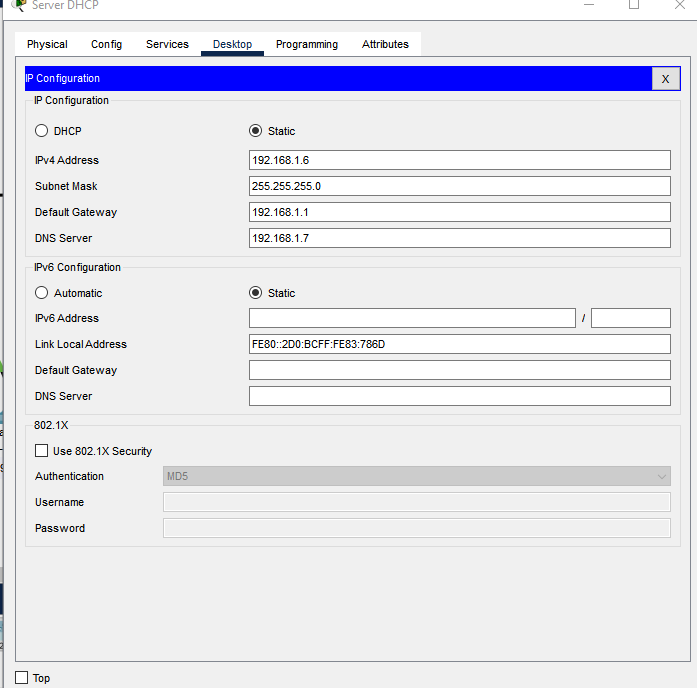 Server DHCP
Physical Config Services Desktop Programming Attributes
IP Configuration X
IP Configuration
DHCP Static
IPv4 Address 192.168.1.6
Subnet Mask 255.255.255.0
Default Gateway 192.168.1.1
DNS Server 192.168.1.7
IPv6 Configuration
Automatic Static
IPv6 Address /
Link Local Address FE80::2D0:BCFF:FE83:786D
Default Gateway
DNS Server
802.1X
Use 802.1X Security
Authentication MD5
Username
Password
Top